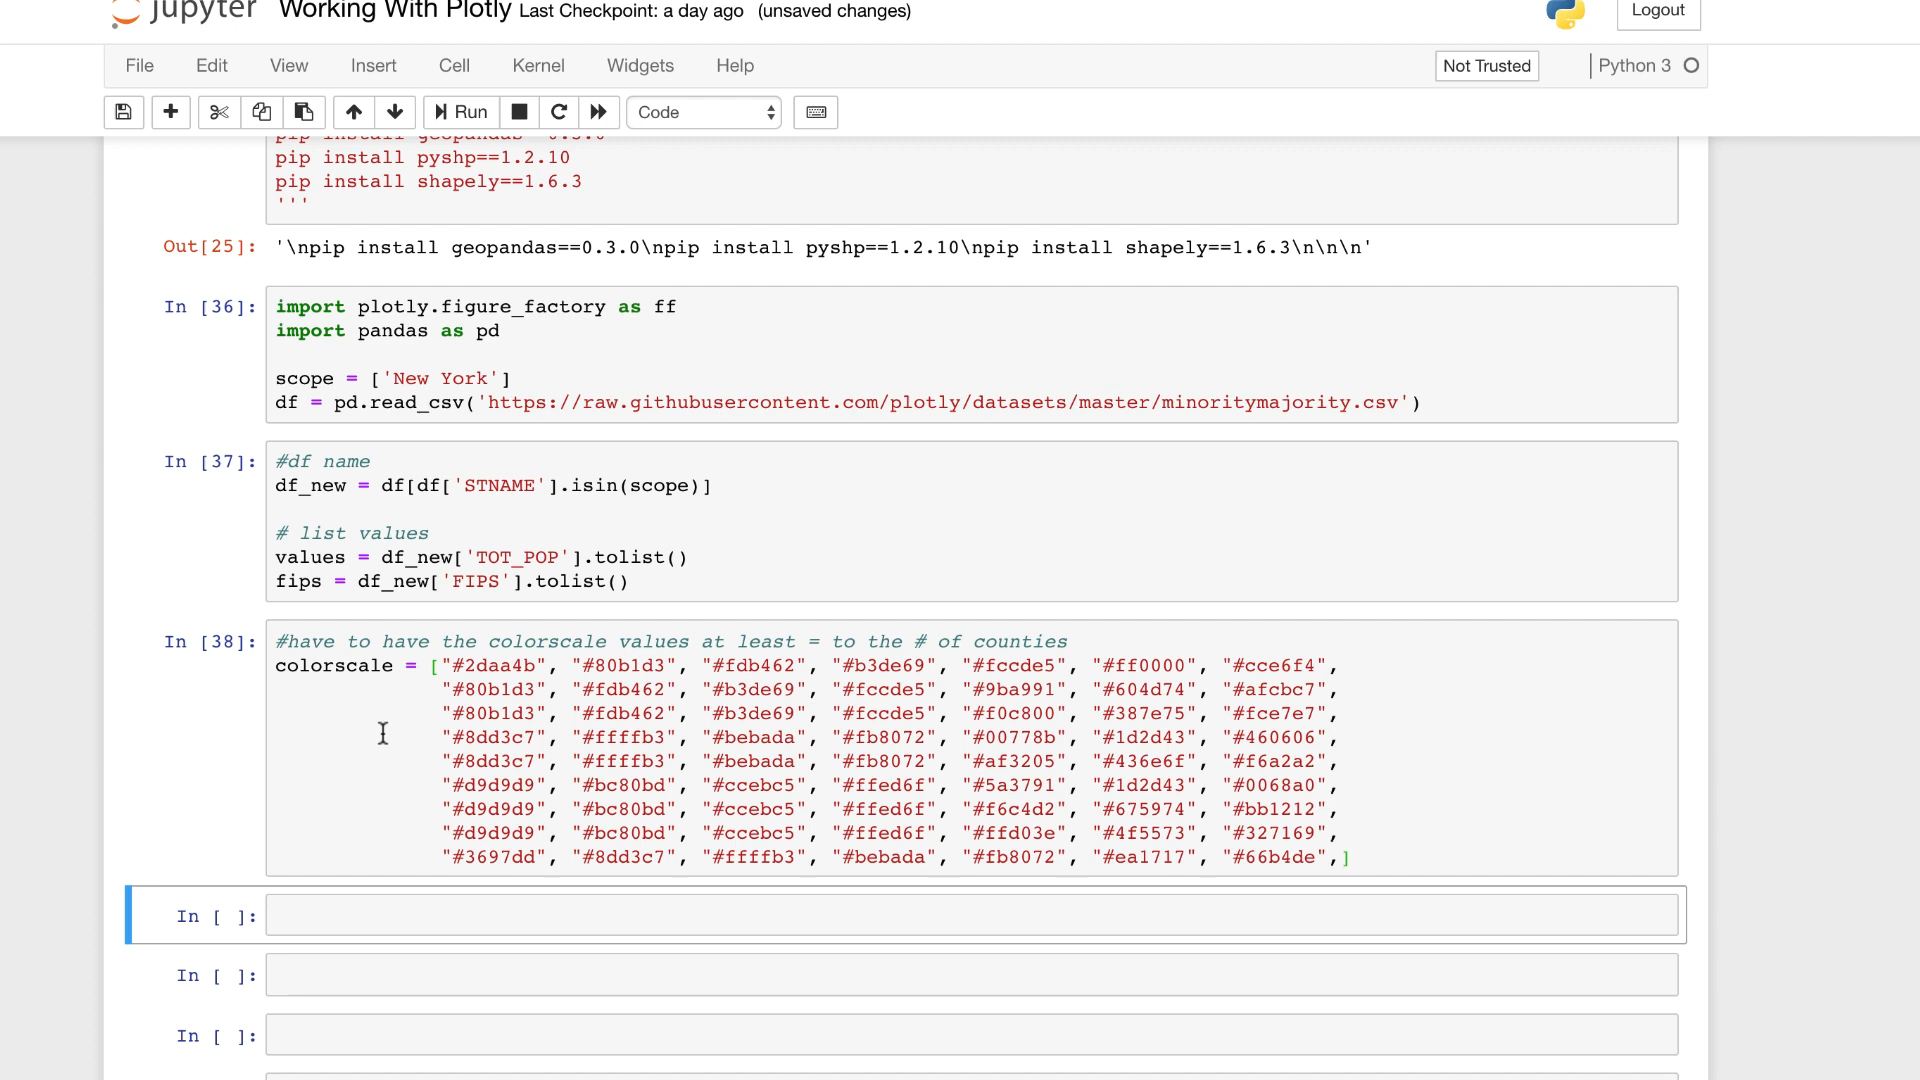 jupyter Working With Plotly Last Checkpoint: a day ago (unsaved changes)
Logout
File Edit View Insert Cell Kernel Widgets Help
Not Trusted
Python 3
Run
Code
pip install geopandas==0.3.0
pip install pyshp==1.2.10
pip install shapely==1.6.3
'''
Out[25]: '\npip install geopandas==0.3.0\npip install pyshp==1.2.10\npip install shapely==1.6.3\n\n\n'
In [36]: import plotly.figure_factory as ff
import pandas as pd
scope = ['New York']
df = pd.read_csv('https://raw.githubusercontent.com/plotly/datasets/master/minoritymajority.csv')
In [37]: #df name
df_new = df[df['STNAME'].isin(scope)]
# list values
values = df_new['TOT_POP'].tolist()
fips = df_new['FIPS'].tolist()
In [38]: #have to have the colorscale values at least = to the # of counties
colorscale = ["#2daa4b", "#80b1d3", "#fdb462", "#b3de69", "#fccde5", "#ff0000", "#cce6f4",
"#80b1d3", "#fdb462", "#b3de69", "#fccde5", "#9ba991", "#604d74", "#afcbc7",
"#80b1d3", "#fdb462", "#b3de69", "#fccde5", "#f0c800", "#387e75", "#fce7e7",
"#8dd3c7", "#ffffb3", "#bebada", "#fb8072", "#00778b", "#1d2d43", "#460606",
"#8dd3c7", "#ffffb3", "#bebada", "#fb8072", "#af3205", "#436e6f", "#f6a2a2",
"#d9d9d9", "#bc80bd", "#ccebc5", "#ffed6f", "#5a3791", "#1d2d43", "#0068a0",
"#d9d9d9", "#bc80bd", "#ccebc5", "#ffed6f", "#f6c4d2", "#675974", "#bb1212",
"#d9d9d9", "#bc80bd", "#ccebc5", "#ffed6f", "#ffd03e", "#4f5573", "#327169",
"#3697dd", "#8dd3c7", "#ffffb3", "#bebada", "#fb8072", "#ea1717", "#66b4de",]
In [ ]:
In [ ]:
In [ ]: